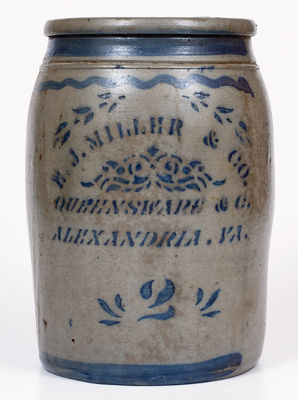 E. J. MILLER & CO.
QUEENSWARE & C.
ALEXANDRIA. VA.
2